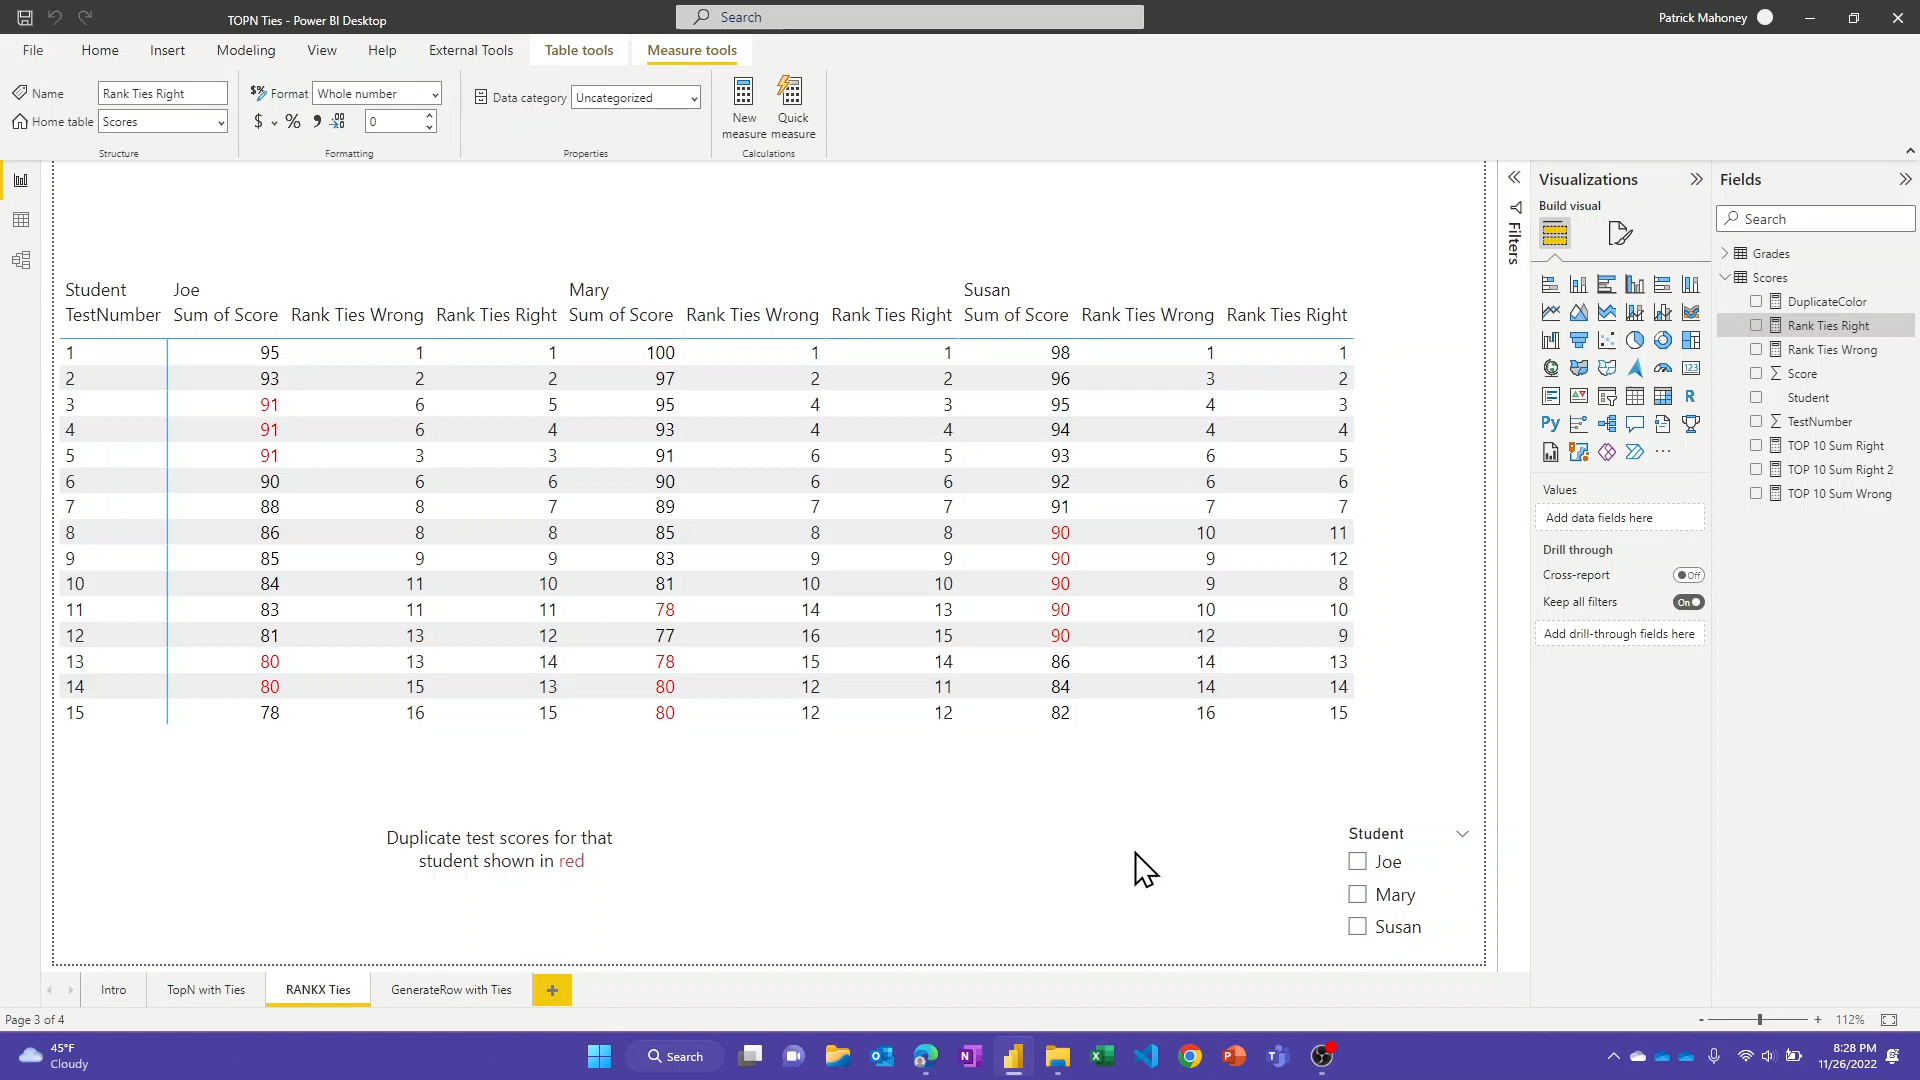 TOPN Ties - Power BI Desktop
Search
Patrick Mahoney
File Home Insert Modeling View Help External Tools Table tools Measure tools
Name Rank Ties Right
Home table Scores
Structure
$% Format Whole number
$ % 0
Formatting
Data category Uncategorized
Properties
New measure
Quick measure
Calculations
Student Joe Mary Susan
TestNumber Sum of Score Rank Ties Wrong Rank Ties Right Sum of Score Rank Ties Wrong Rank Ties Right Sum of Score Rank Ties Wrong Rank Ties Right
1 95 1 1 100 1 1 98 1 1
2 93 2 2 97 2 2 96 3 2
3 91 6 5 95 4 3 95 4 3
4 91 6 4 93 4 4 94 4 4
5 91 3 3 91 6 5 93 6 5
6 90 6 6 90 6 6 92 6 6
7 88 8 7 89 7 7 91 7 7
8 86 8 8 85 8 8 90 10 11
9 85 9 9 83 9 9 90 9 12
10 84 11 10 81 10 10 90 9 8
11 83 11 11 78 14 13 90 10 10
12 81 13 12 77 16 15 90 12 9
13 80 13 14 78 15 14 86 14 13
14 80 15 13 80 12 11 84 14 14
15 78 16 15 80 12 12 82 16 15
Duplicate test scores for that
student shown in red
Student
Joe
Mary
Susan
Filters
Visualizations
Build visual
123
R
Py
...
Values
Add data fields here
Drill through
Cross-report Off
Keep all filters On
Add drill-through fields here
Fields
Search
Grades
Scores
DuplicateColor
Rank Ties Right
Rank Ties Wrong
Score
Student
TestNumber
TOP 10 Sum Right
TOP 10 Sum Right 2
TOP 10 Sum Wrong
Intro TopN with Ties RANKX Ties GenerateRow with Ties +
Page 3 of 4
- + 112%
45°F
Cloudy
Search
8:28 PM
11/26/2022